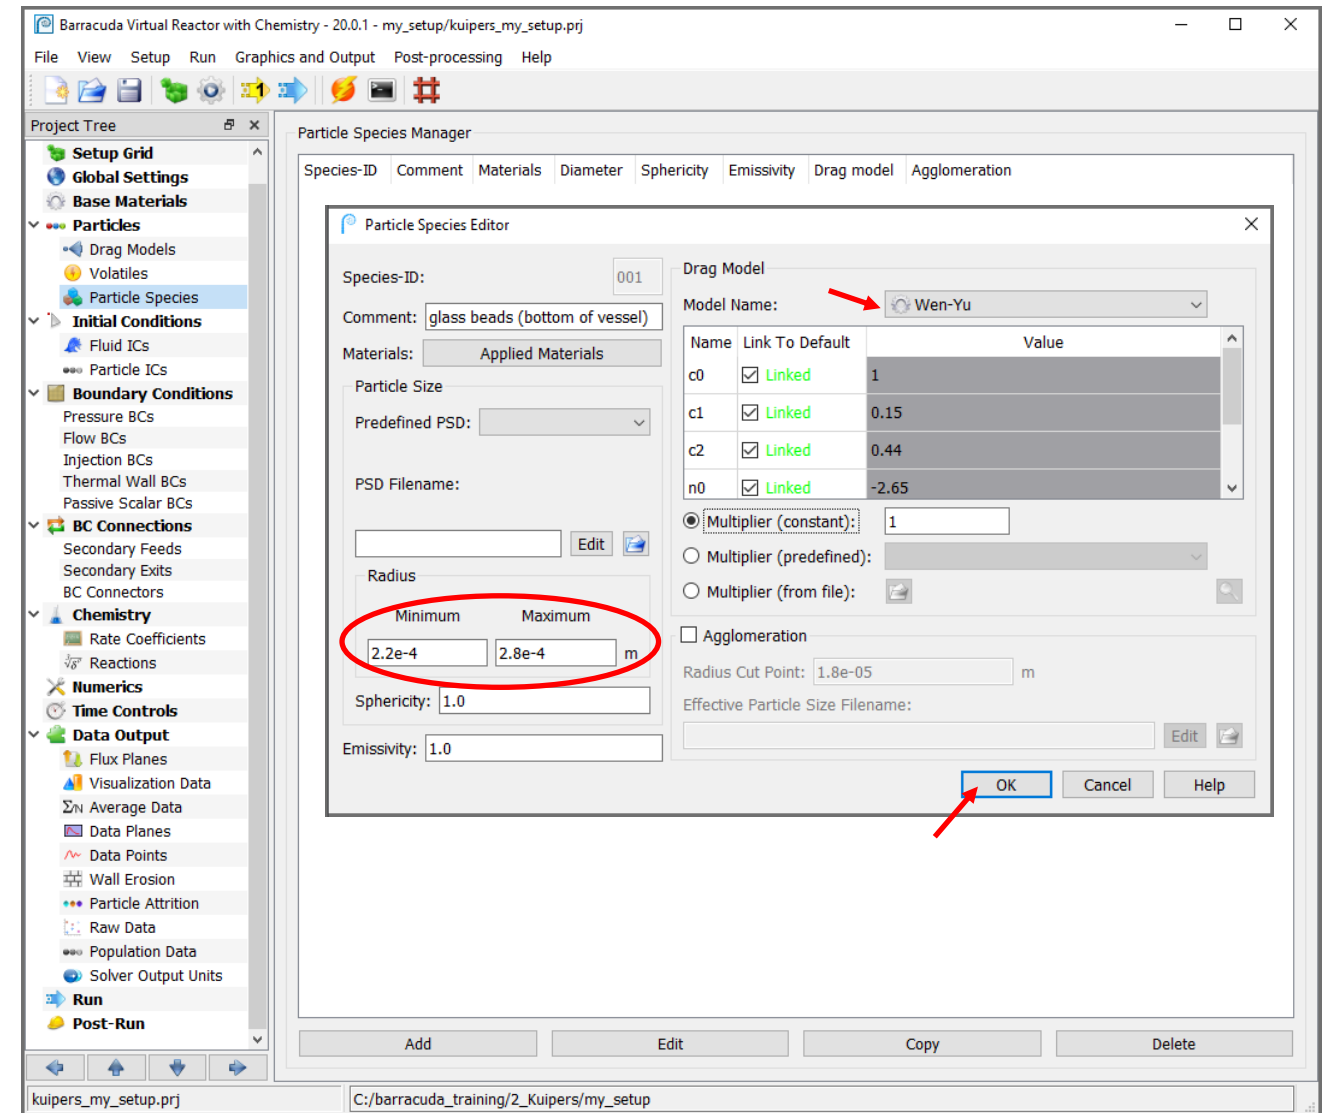 Barracuda Virtual Reactor with Chemistry - 20.0.1 - my_setup/kuipers_my_setup.prj
File View Setup Run Graphics and Output Post-processing Help
1
Project Tree
Setup Grid
Global Settings
Base Materials
Particles
Drag Models
Volatiles
Particle Species
Initial Conditions
Fluid ICs
Particle ICs
Boundary Conditions
Pressure BCs
Flow BCs
Injection BCs
Thermal Wall BCs
Passive Scalar BCs
BC Connections
Secondary Feeds
Secondary Exits
BC Connectors
Chemistry
Rate Coefficients
Reactions
Numerics
Time Controls
Data Output
Flux Planes
Visualization Data
Average Data
Data Planes
Data Points
Wall Erosion
Particle Attrition
Raw Data
Population Data
Solver Output Units
Run
Post-Run
Particle Species Manager
Species-ID Comment Materials Diameter Sphericity Emissivity Drag model Agglomeration
Particle Species Editor
Species-ID: 001
Comment: glass beads (bottom of vessel)
Materials: Applied Materials
Particle Size
Predefined PSD:
PSD Filename:
Edit
Radius
Minimum Maximum
2.2e-4 2.8e-4 m
Sphericity: 1.0
Emissivity: 1.0
Drag Model
Model Name: Wen-Yu
Name Link To Default Value
c0 Linked 1
c1 Linked 0.15
c2 Linked 0.44
n0 Linked -2.65
Multiplier (constant): 1
Multiplier (predefined):
Multiplier (from file):
Agglomeration
Radius Cut Point: 1.8e-05 m
Effective Particle Size Filename:
Edit
OK Cancel Help
Add Edit Copy Delete
kuipers_my_setup.prj C:/barracuda_training/2_Kuipers/my_setup